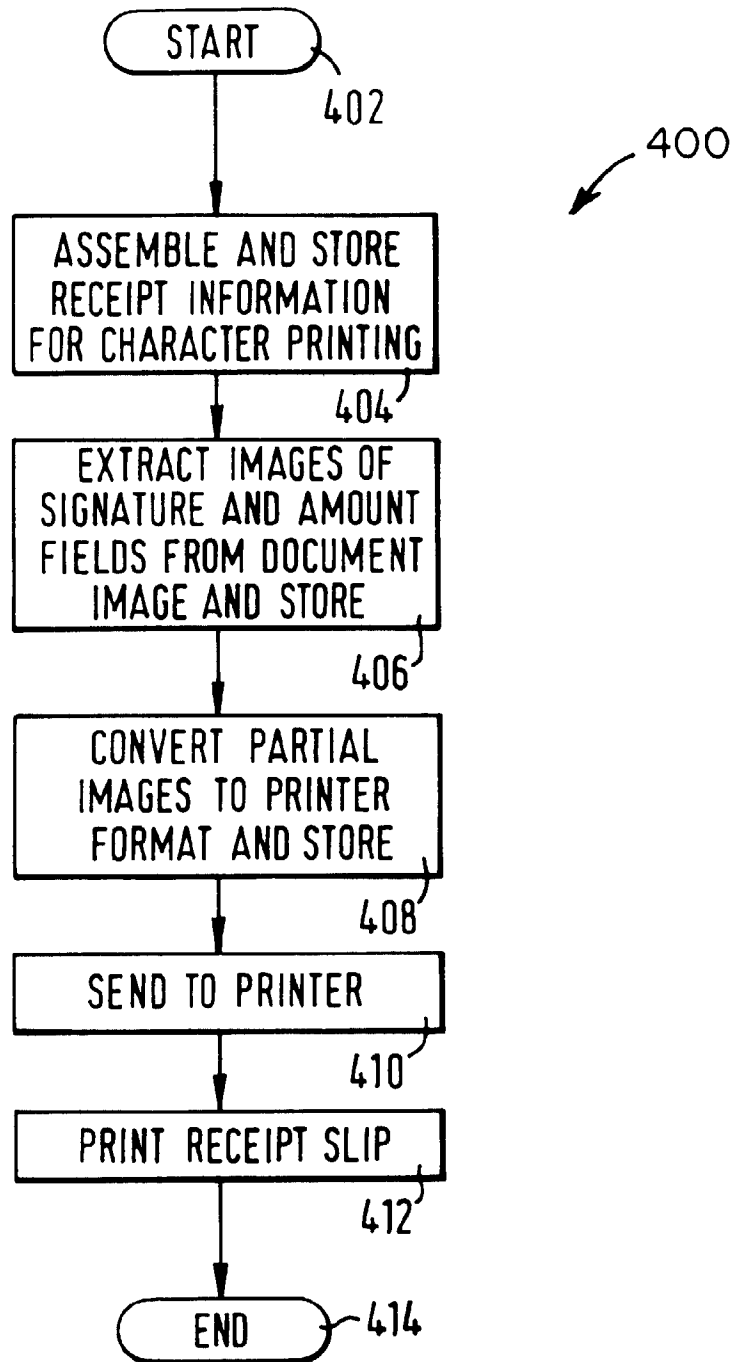 START
402
400
ASSEMBLE AND STORE
RECEIPT INFORMATION
FOR CHARACTER PRINTING
404
EXTRACT IMAGES OF
SIGNATURE AND AMOUNT
FIELDS FROM DOCUMENT
IMAGE AND STORE
406
CONVERT PARTIAL
IMAGES TO PRINTER
FORMAT AND STORE
408
SEND TO PRINTER
410
PRINT RECEIPT SLIP
412
END
414